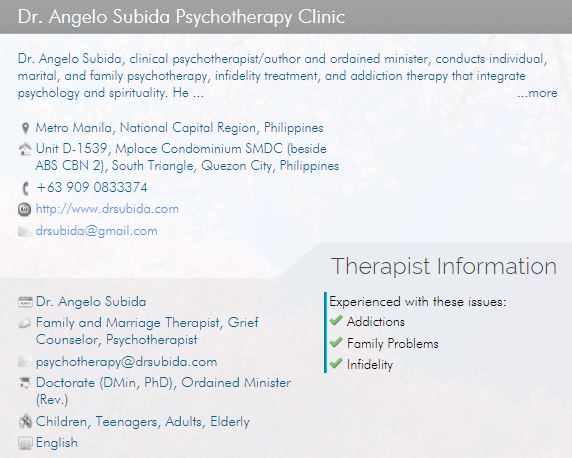 Dr. Angelo Subida Psychotherapy Clinic
Dr. Angelo Subida, clinical psychotherapist/author and ordained minister, conducts individual,
marital, and family psychotherapy, infidelity treatment, and addiction therapy that integrate
psychology and spirituality. He ... ...more
Metro Manila, National Capital Region, Philippines
Unit D-1539, Mplace Condominium SMDC (beside
ABS CBN 2), South Triangle, Quezon City, Philippines
+63 909 0833374
http://www.drsubida.com
drsubida@gmail.com
Therapist Information
Dr. Angelo Subida
Family and Marriage Therapist, Grief
Counselor, Psychotherapist
psychotherapy@drsubida.com
Doctorate (DMin, PhD), Ordained Minister
(Rev.)
Children, Teenagers, Adults, Elderly
English
Experienced with these issues:
Addictions
Family Problems
Infidelity